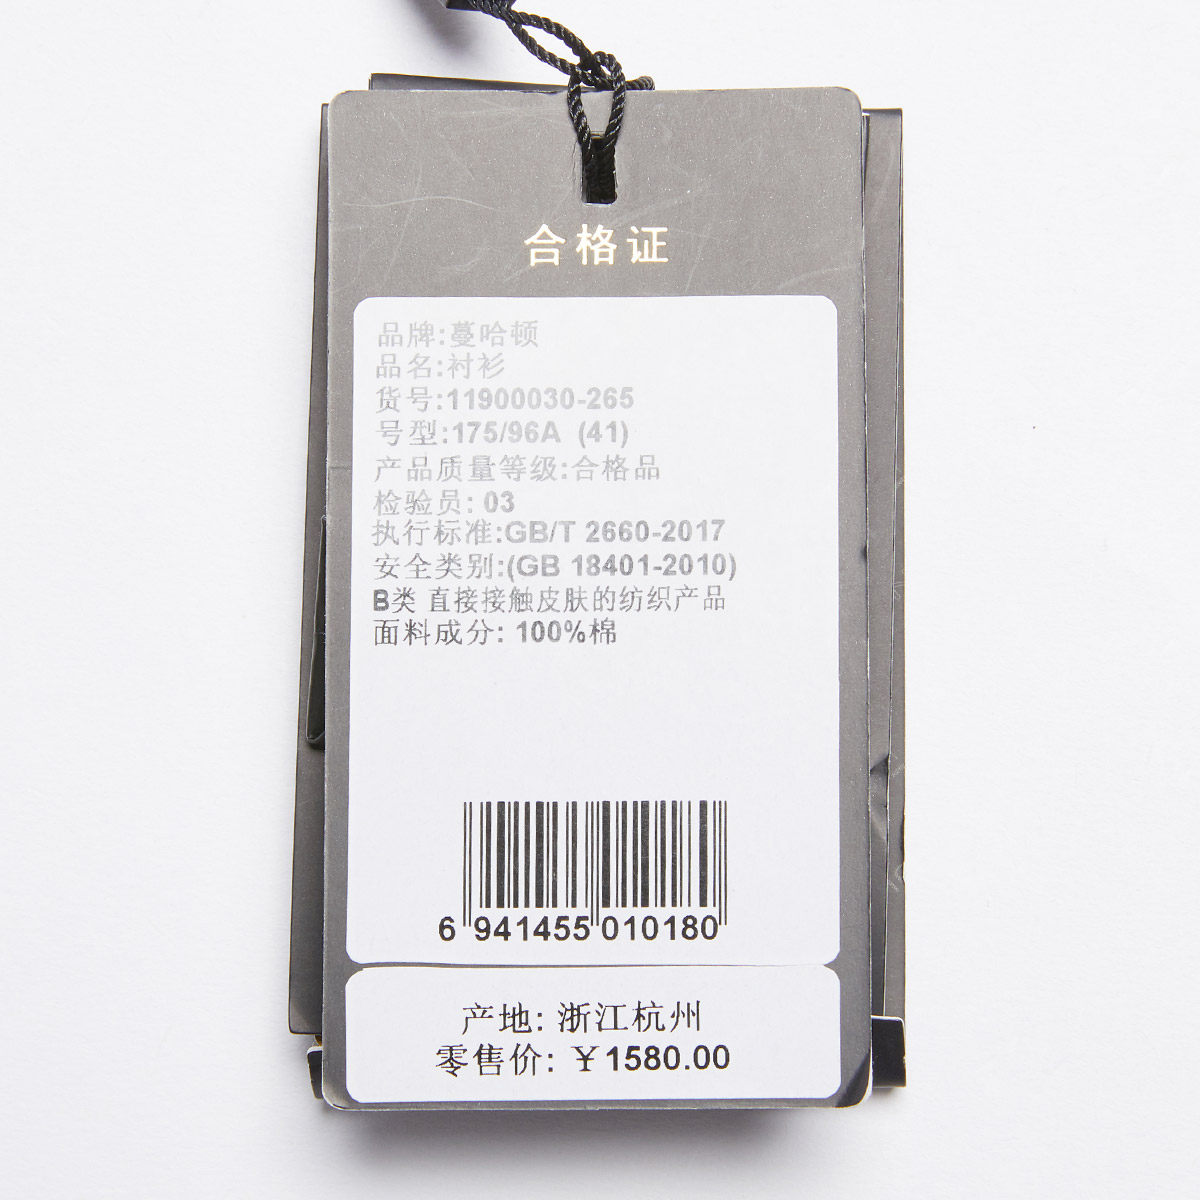 合格证
品牌:蔓哈顿
品名:衬衫
货号:11900030-265
号型:175/96A (41)
产品质量等级:合格品
检验员: 03
执行标准:GB/T 2660-2017
安全类别:(GB 18401-2010)
B类 直接接触皮肤的纺织产品
面料成分: 100%棉
6 941455 010180
产地: 浙江杭州
零售价: ￥1580.00